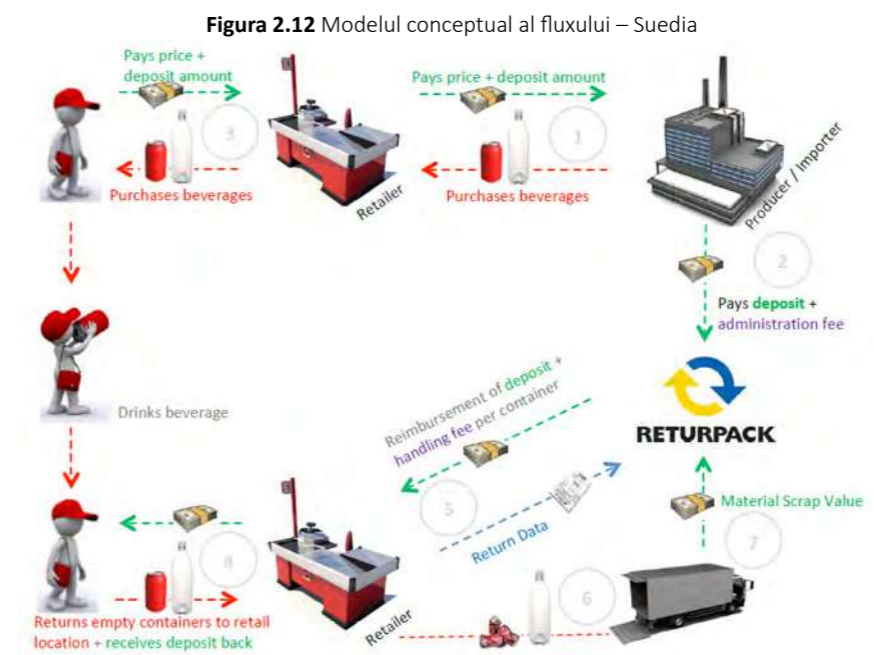 Figura 2.12 Modelul conceptual al fluxului – Suedia
Pays price +
deposit amount
3
Purchases beverages
Retailer
Pays price + deposit amount
1
Purchases beverages
Producer / Importer
2
Pays deposit +
administration fee
Drinks beverage
RETURPACK
Reimbursement of deposit +
handling fee per container
5
Return Data
Material Scrap Value
7
Returns empty containers to retail
location + receives deposit back
Retailer
6